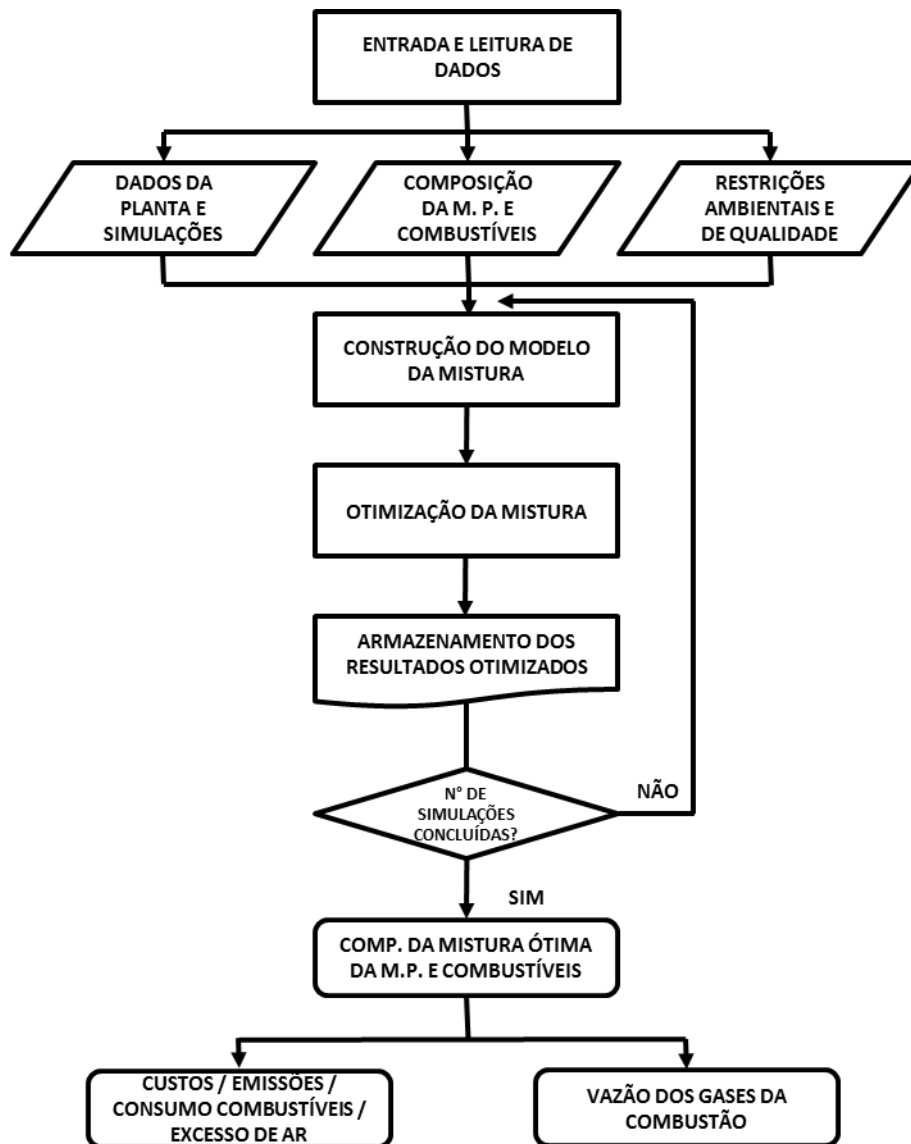 ENTRADA E LEITURA DE
DADOS
DADOS DA
PLANTA E
SIMULAÇÕES
COMPOSIÇÃO
DA M. P. E
COMBUSTÍVEIS
RESTRIÇÕES
AMBIENTAIS E
DE QUALIDADE
CONSTRUÇÃO DO MODELO
DA MISTURA
OTIMIZAÇÃO DA MISTURA
ARMAZENAMENTO DOS
RESULTADOS OTIMIZADOS
N° DE
SIMULAÇÕES
CONCLUÍDAS?
NÃO
SIM
COMP. DA MISTURA ÓTIMA
DA M.P. E COMBUSTÍVEIS
CUSTOS / EMISSÕES /
CONSUMO COMBUSTÍVEIS /
EXCESSO DE AR
VAZÃO DOS GASES DA
COMBUSTÃO